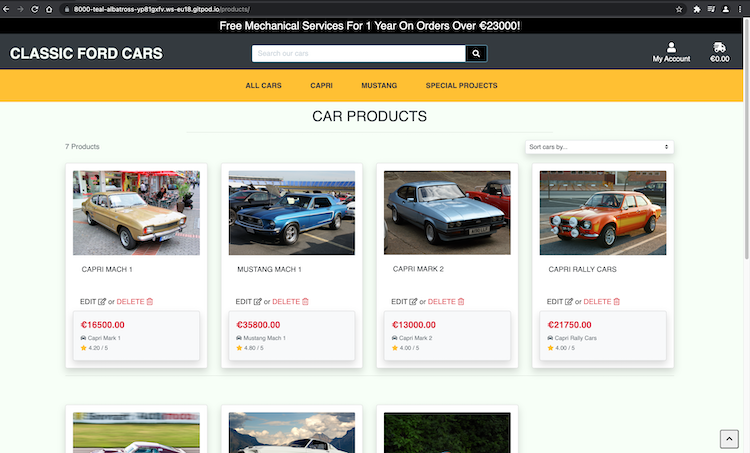 8000-teal-albatross-yp81gxfv.ws-eu18.gitpod.io/products/
Free Mechanical Services For 1 Year On Orders Over €23000!
CLASSIC FORD CARS
Search our cars
My Account
€0.00
ALL CARS CAPRI MUSTANG SPECIAL PROJECTS
CAR PRODUCTS
7 Products
Sort cars by...
CAPRI MACH 1
EDIT or DELETE
€16500.00
Capri Mark 1
4.20 / 5
MUSTANG MACH 1
EDIT or DELETE
€35800.00
Mustang Mach 1
4.80 / 5
CAPRI MARK 2
EDIT or DELETE
€13000.00
Capri Mark 2
4.00 / 5
CAPRI RALLY CARS
EDIT or DELETE
€21750.00
Capri Rally Cars
4.00 / 5